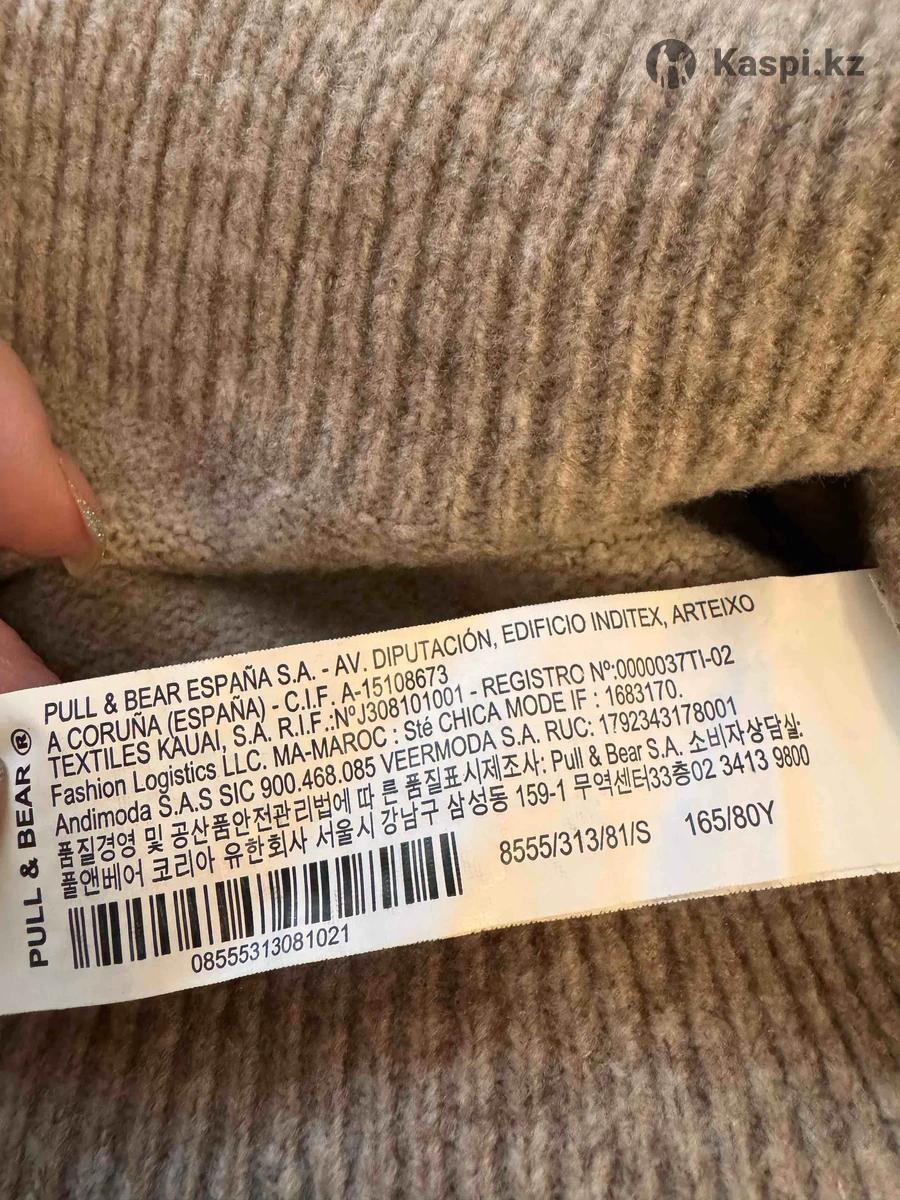 Kaspi.kz
PULL & BEAR ®
PULL & BEAR ESPAÑA S.A. - AV. DIPUTACIÓN, EDIFICIO INDITEX, ARTEIXO
A CORUÑA (ESPAÑA) - C.I.F. A-15108673
TEXTILES KAUAI, S.A. R.I.F.:NºJ308101001 - REGISTRO Nº:0000037TI-02
Fashion Logistics LLC. MA-MAROC : Sté CHICA MODE IF : 1683170.
Andimoda S.A.S SIC 900.468.085 VEERMODA S.A. RUC: 1792343178001
품질경영 및 공산품안전관리법에 따 른 품질표시제조사: Pull & Bear S.A. 소비자상담실:
풀앤베어 코리아 유한회사 서울시 강남구 삼성동 159-1 무역센터33층02 3413 9800
8555/313/81/S 165/80Y
08555313081021